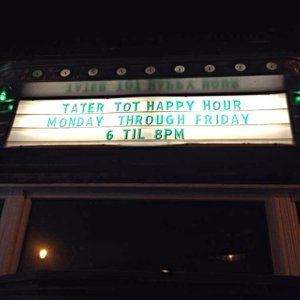 TATER TOT HAPPY HOUR
MONDAY THROUGH FRIDAY
6 TIL 8PM